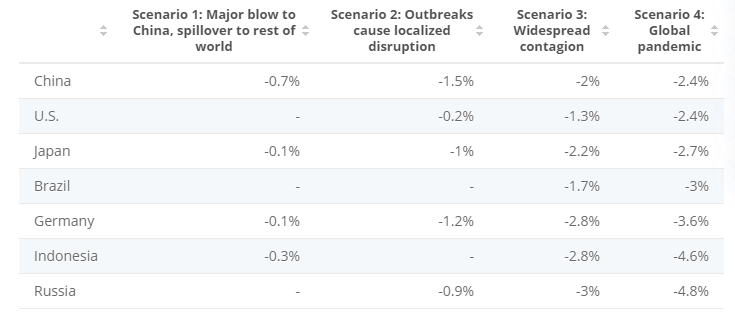 Scenario 1: Major blow to China, spillover to rest of world Scenario 2: Outbreaks cause localized disruption Scenario 3: Widespread contagion Scenario 4: Global pandemic
China -0.7% -1.5% -2% -2.4%
U.S. - -0.2% -1.3% -2.4%
Japan -0.1% -1% -2.2% -2.7%
Brazil - - -1.7% -3%
Germany -0.1% -1.2% -2.8% -3.6%
Indonesia -0.3% - -2.8% -4.6%
Russia - -0.9% -3% -4.8%